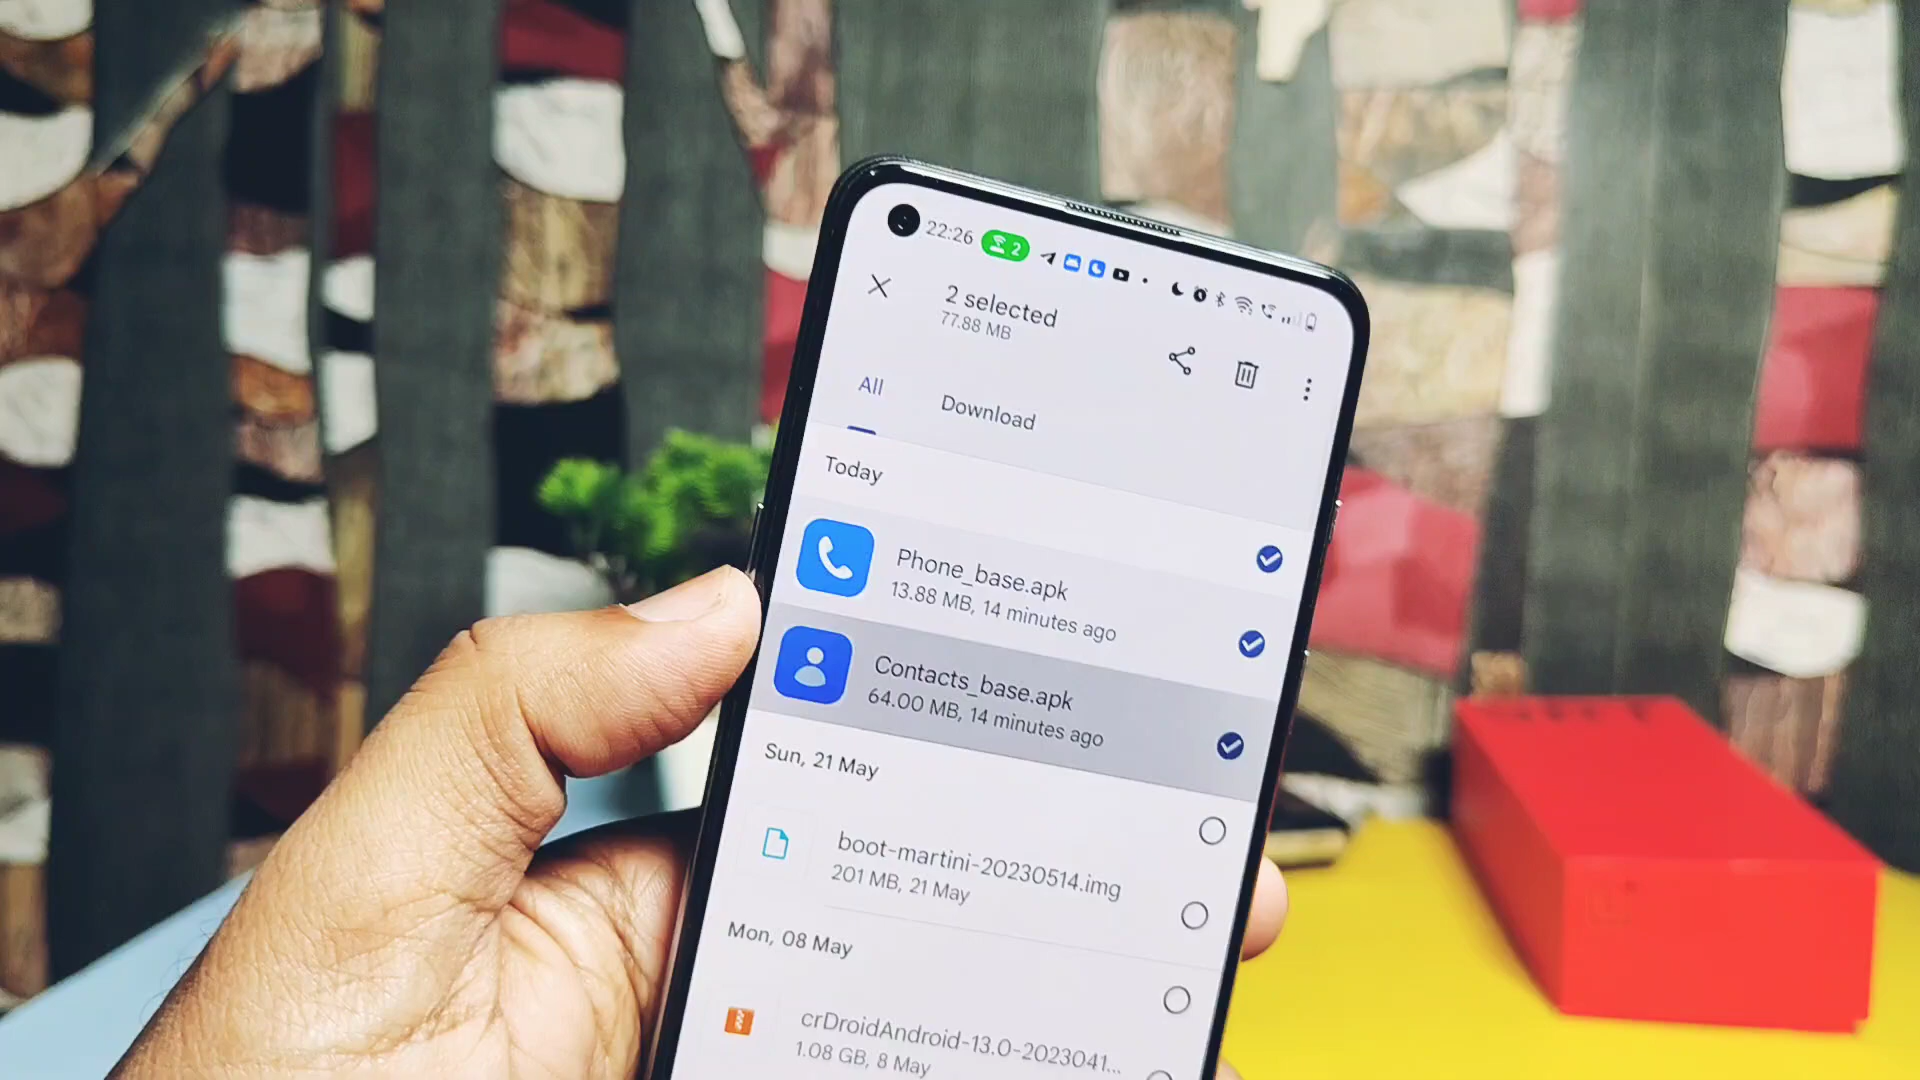 22:26
2
2 selected
77.88 MB
All
Download
Today
Phone_base.apk
13.88 MB, 14 minutes ago
Contacts_base.apk
64.00 MB, 14 minutes ago
Sun, 21 May
boot-martini-20230514.img
201 MB, 21 May
Mon, 08 May
crDroidAndroid-13.0-2023041...
1.08 GB, 8 May